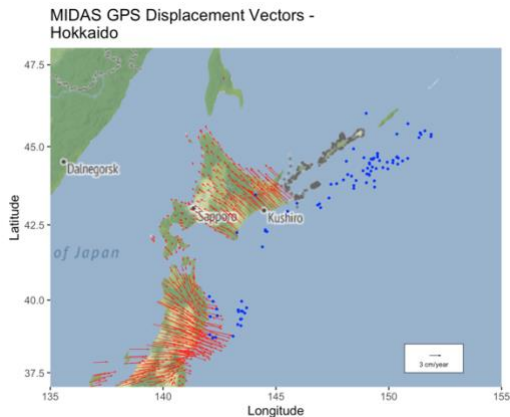 MIDAS GPS Displacement Vectors -
Hokkaido
47.5
45.0
42.5
40.0
37.5
Latitude
Dalnegorsk
Sapporo
Kushiro
of Japan
3 cm/year
135
140
145
150
155
Longitude